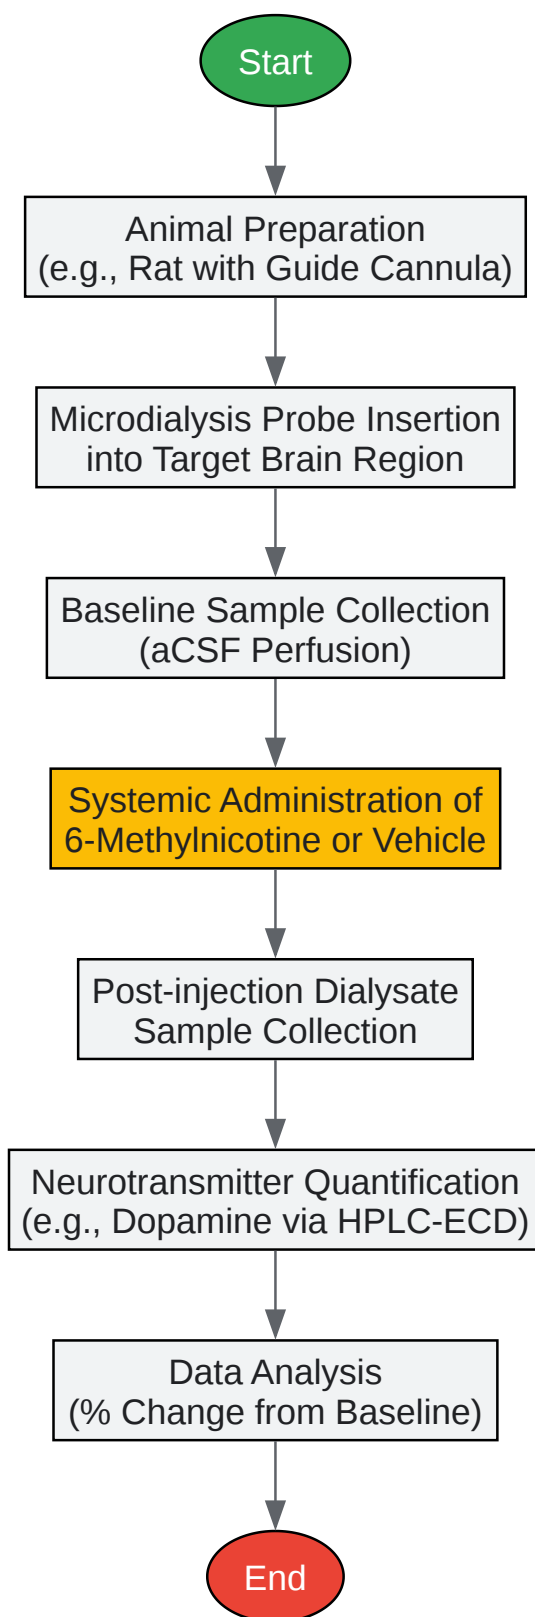 Start
Animal Preparation
(e.g., Rat with Guide Cannula)
Microdialysis Probe Insertion
into Target Brain Region
Baseline Sample Collection
(aCSF Perfusion)
Systemic Administration of
6-Methylnicotine or Vehicle
Post-injection Dialysate
Sample Collection
Neurotransmitter Quantification
(e.g., Dopamine via HPLC-ECD)
Data Analysis
(% Change from Baseline)
End